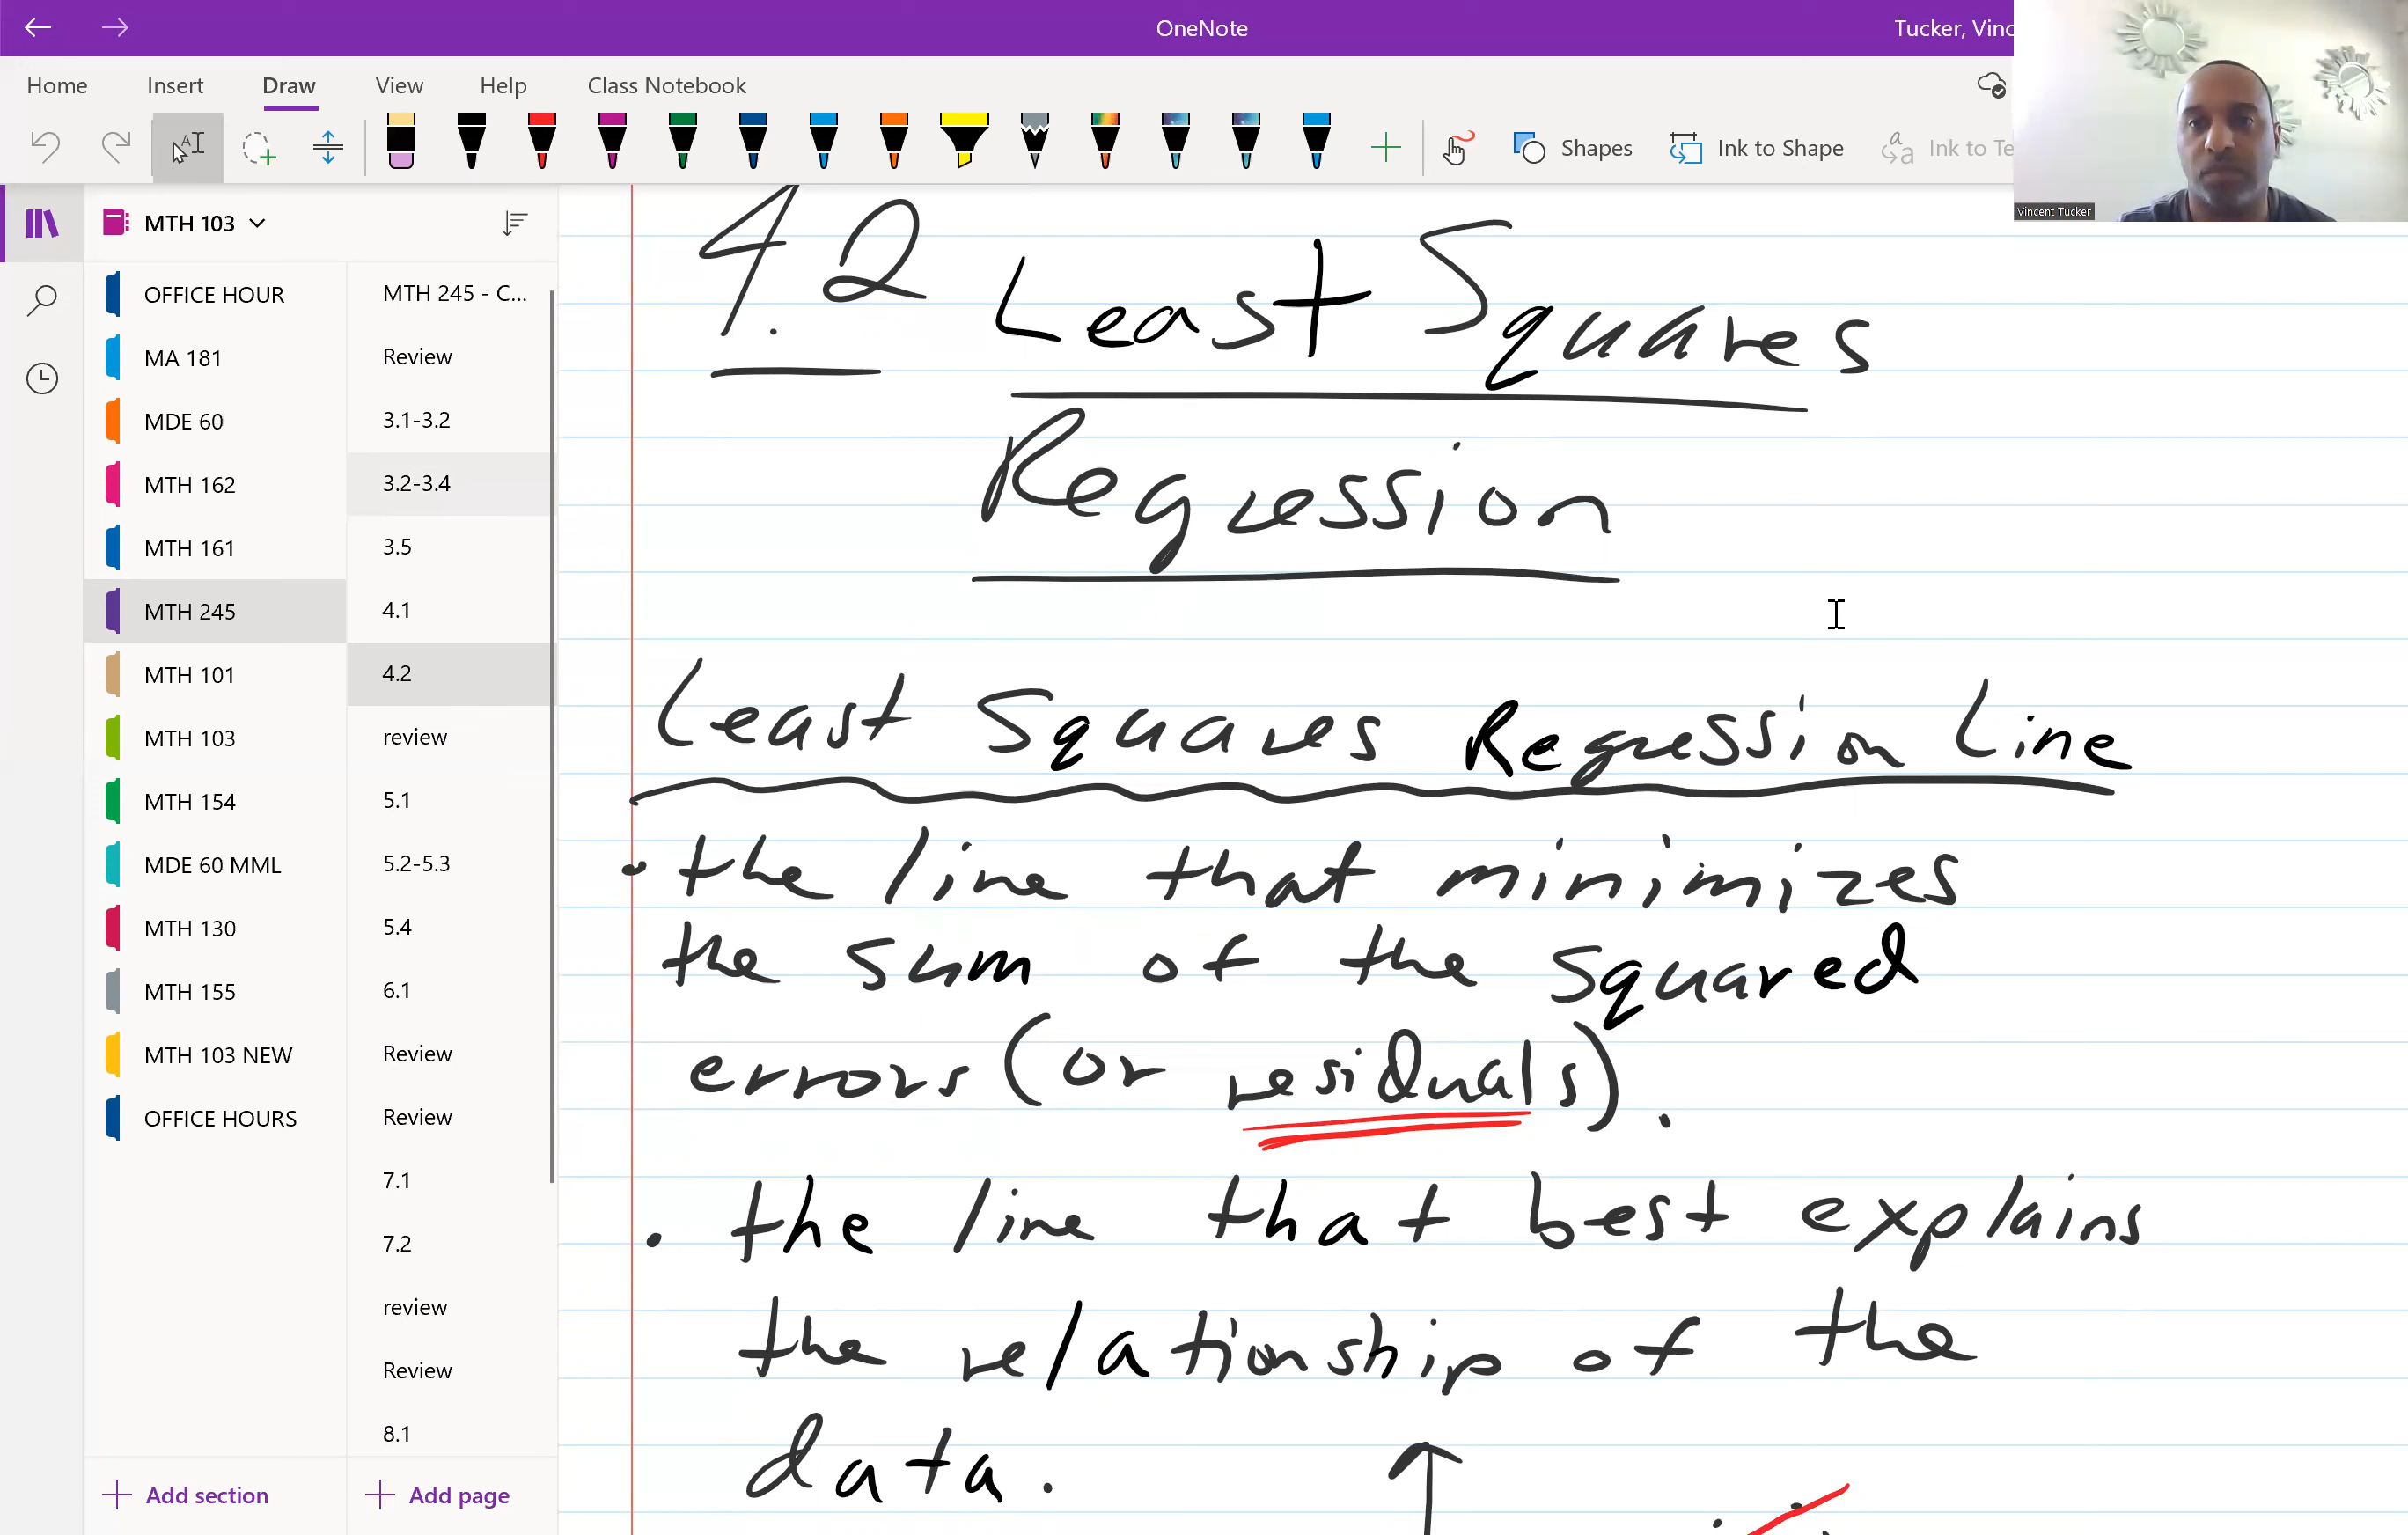 OneNote
Tucker, Vinc
Home
Insert
Draw
View
Help
Class Notebook
Shapes
Ink to Shape
Ink to Te
Vincent Tucker
MTH 103
OFFICE HOUR
MA 181
MDE 60
MTH 162
MTH 161
MTH 245
MTH 101
MTH 103
MTH 154
MDE 60 MML
MTH 130
MTH 155
MTH 103 NEW
OFFICE HOURS
Add section
MTH 245 - C...
Review
3.1-3.2
3.2-3.4
3.5
4.1
4.2
review
5.1
5.2-5.3
5.4
6.1
Review
Review
7.1
7.2
review
Review
8.1
Add page
4.2 Least Squares
Regression
Least Squares Regression Line
• the line that minimizes
the sum of the squared
errors (or residuals).
• the line that best explains
the relationship of the
data.